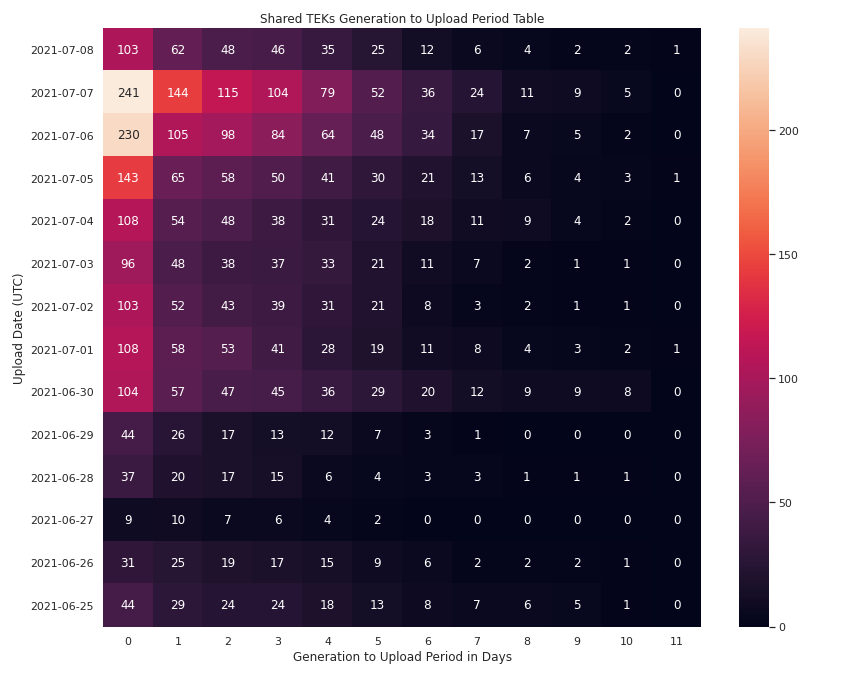 Shared TEKs Generation to Upload Period Table
2021-07-08 103 62 48 46 35 25 12 6 4 2 2 1
2021-07-07 241 144 115 104 79 52 36 24 11 9 5 0
2021-07-06 230 105 98 84 64 48 34 17 7 5 2 0
2021-07-05 143 65 58 50 41 30 21 13 6 4 3 1
2021-07-04 108 54 48 38 31 24 18 11 9 4 2 0
2021-07-03 96 48 38 37 33 21 11 7 2 1 1 0
2021-07-02 103 52 43 39 31 21 8 3 2 1 1 0
2021-07-01 108 58 53 41 28 19 11 8 4 3 2 1
2021-06-30 104 57 47 45 36 29 20 12 9 9 8 0
2021-06-29 44 26 17 13 12 7 3 1 0 0 0 0
2021-06-28 37 20 17 15 6 4 3 3 1 1 1 0
2021-06-27 9 10 7 6 4 2 0 0 0 0 0 0
2021-06-26 31 25 19 17 15 9 6 2 2 2 1 0
2021-06-25 44 29 24 24 18 13 8 7 6 5 1 0
0 1 2 3 4 5 6 7 8 9 10 11
Generation to Upload Period in Days
Upload Date (UTC)
200
150
100
50
0